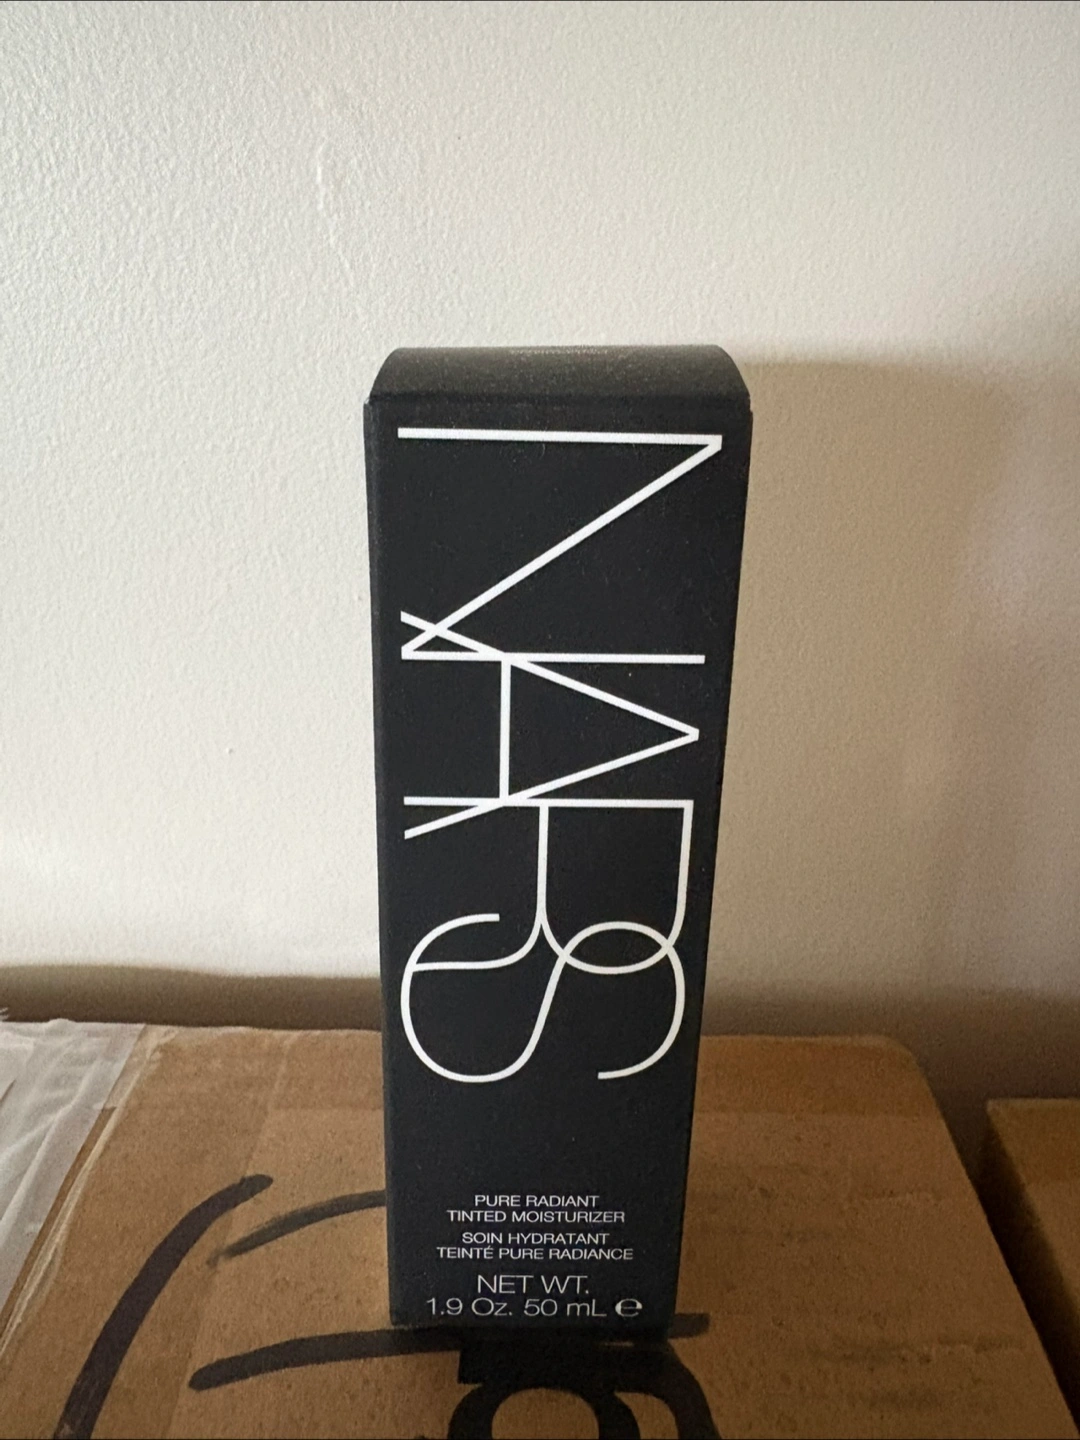 NARS
PURE RADIANT
TINTED MOISTURIZER
SOIN HYDRATANT
TEINTÉ PURE RADIANCE
NET WT.
1.9 Oz. 50 mL ℮